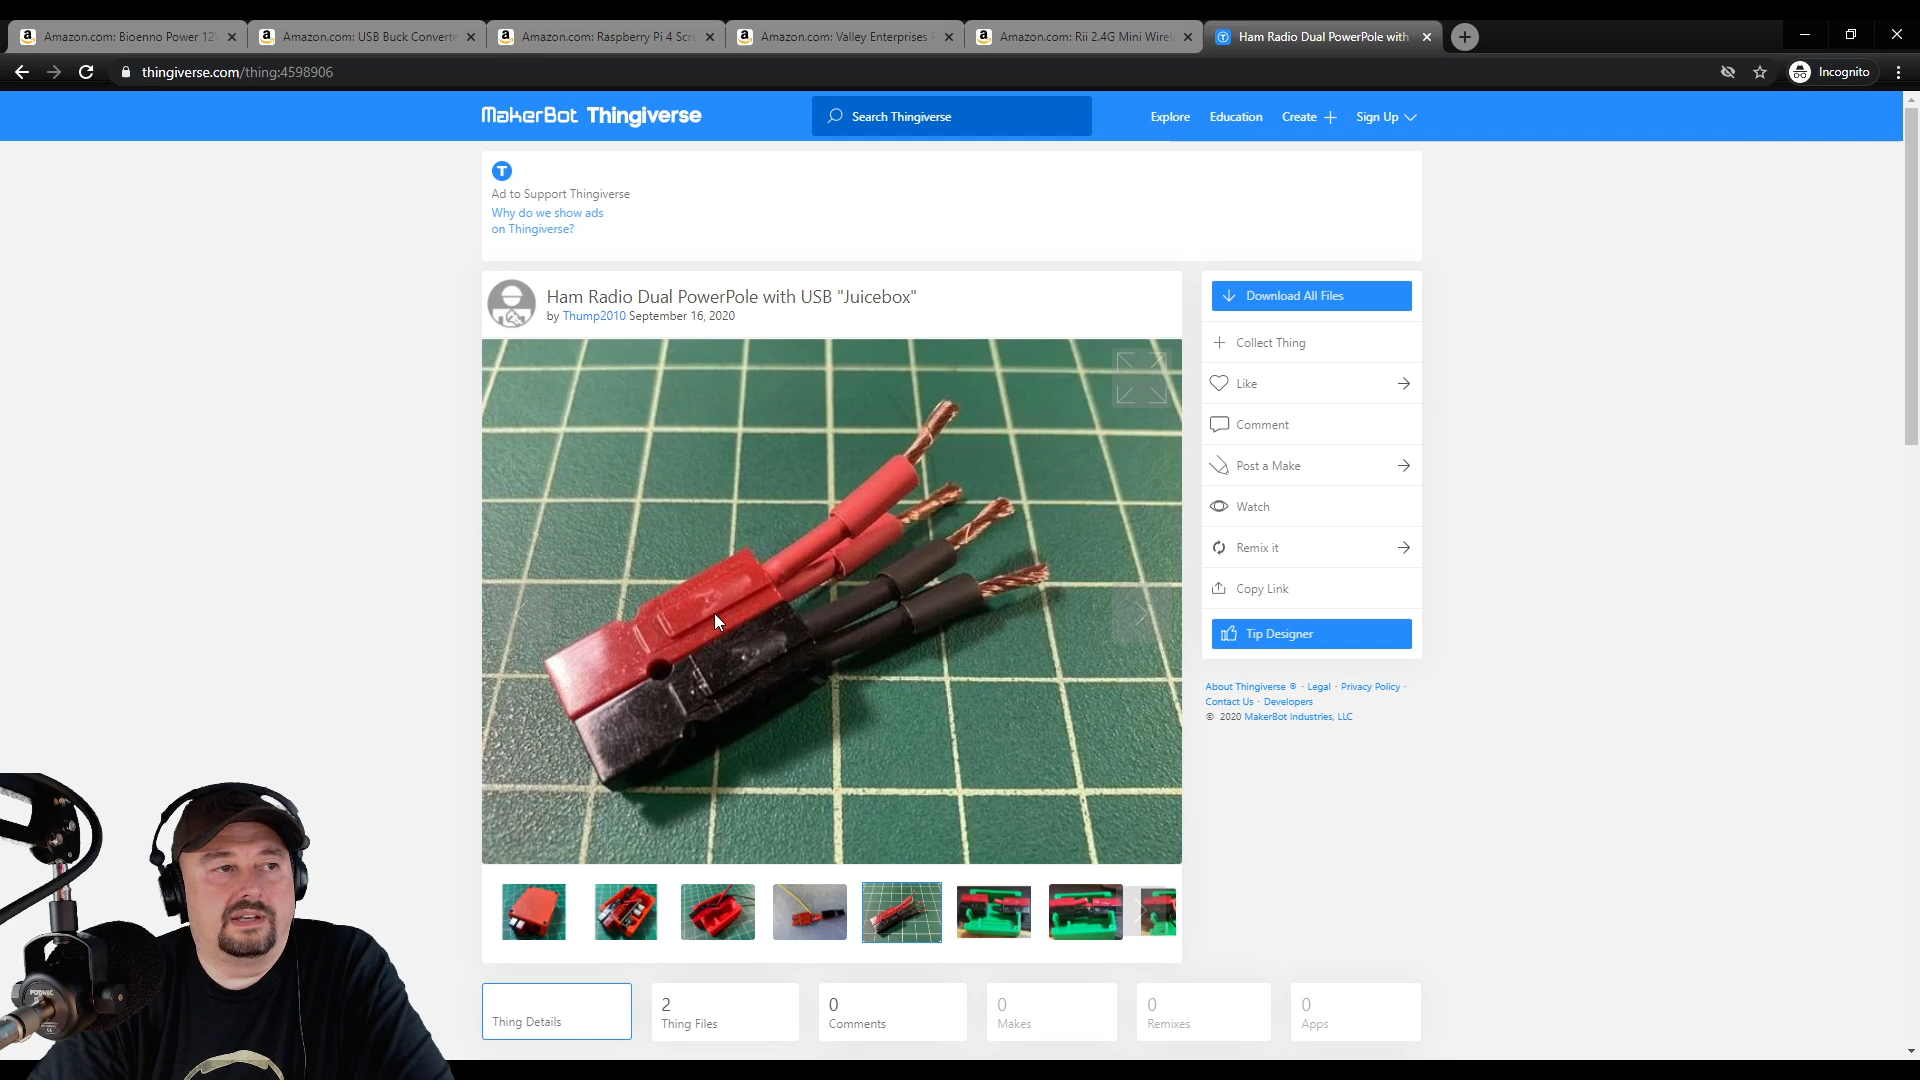 Amazon.com: Bioenno Power 12V
Amazon.com: USB Buck Converte
Amazon.com: Raspberry Pi 4 Scre
Amazon.com: Valley Enterprises
Amazon.com: Rii 2.4G Mini Wirel
Ham Radio Dual PowerPole with
thingiverse.com/thing:4598906
Incognito
MakerBot Thingiverse
Search Thingiverse
Explore
Education
Create
Sign Up
Ad to Support Thingiverse
Why do we show ads
on Thingiverse?
Ham Radio Dual PowerPole with USB "Juicebox"
by Thump2010 September 16, 2020
Download All Files
Collect Thing
Like
Comment
Post a Make
Watch
Remix it
Copy Link
Tip Designer
About Thingiverse ® · Legal · Privacy Policy ·
Contact Us · Developers
© 2020 MakerBot Industries, LLC
Thing Details
2
Thing Files
0
Comments
0
Makes
0
Remixes
0
Apps
PODMIC